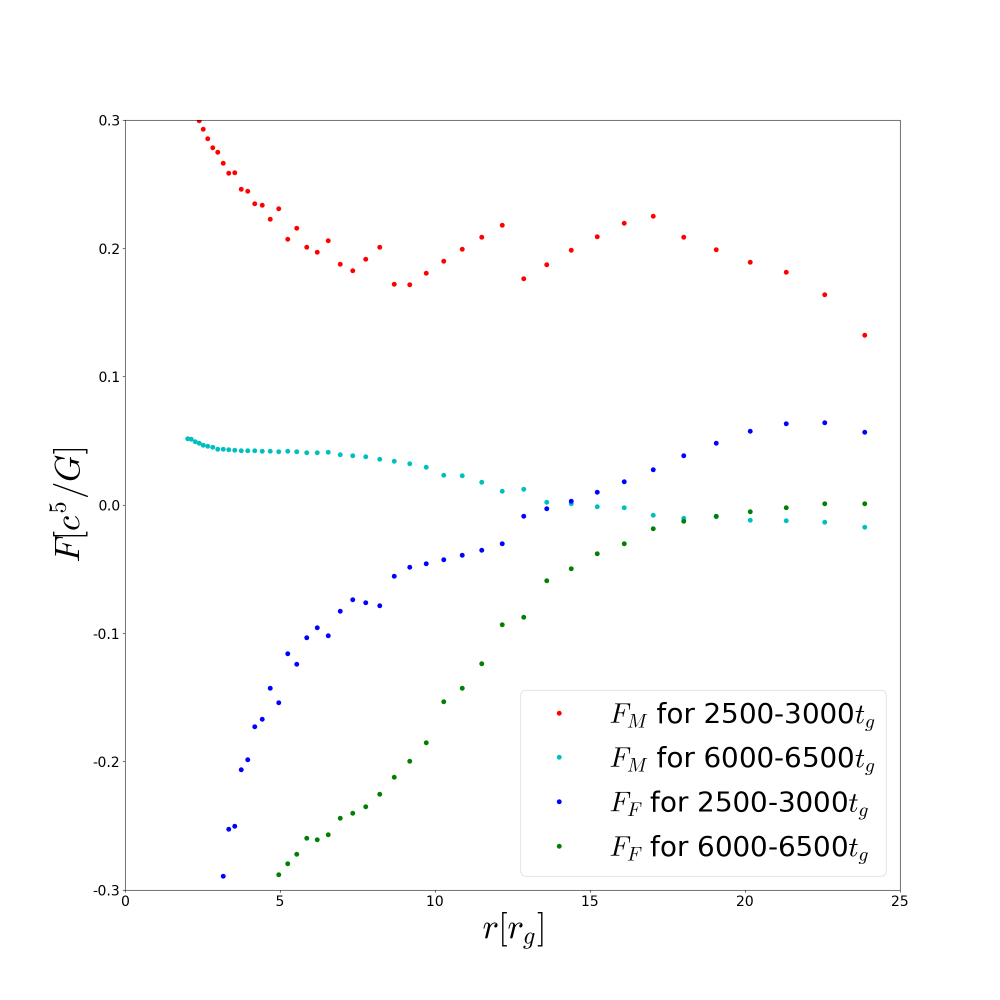 0.3
0.2
0.1
0.0
-0.1
-0.2
-0.3
F[c⁵/G]
0 5 10 15 20 25
r[r_g]
F_M for 2500-3000t_g
F_M for 6000-6500t_g
F_F for 2500-3000t_g
F_F for 6000-6500t_g